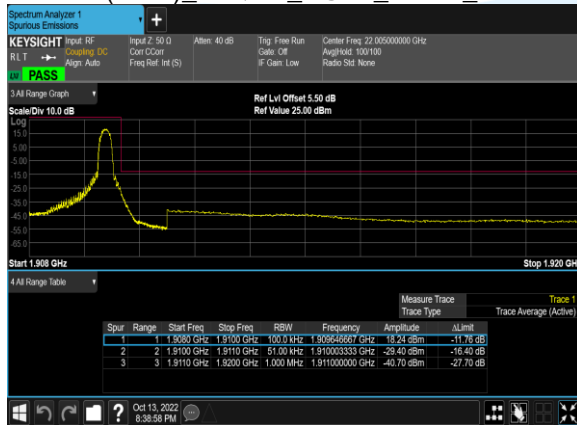 Spectrum Analyzer 1
Spurious Emissions
+
KEYSIGHT Input: RF Input Z: 50 Ω Atten: 40 dB Trig: Free Run Center Freq: 22.005000000 GHz
RLT Coupling: DC Corr CCorr Gate: Off Avg|Hold: 100/100
Align: Auto Freq Ref: Int (S) IF Gain: Low Radio Std: None
LW PASS
3 All Range Graph
Ref Lvl Offset 5.50 dB
Scale/Div 10.0 dB Ref Value 25.00 dBm
Log
15.0
5.00
-5.00
-15.0
-25.0
-35.0
-45.0
-55.0
-65.0
Start 1.908 GHz Stop 1.920 GH
4 All Range Table
Measure Trace Trace 1
Trace Type Trace Average (Active)
Spur Range Start Freq Stop Freq RBW Frequency Amplitude ΔLimit
1 1 1.9080 GHz 1.9100 GHz 100.0 kHz 1.909646667 GHz 18.24 dBm -11.76 dB
2 2 1.9100 GHz 1.9110 GHz 51.00 kHz 1.910003333 GHz -29.40 dBm -16.40 dB
3 3 1.9110 GHz 1.9200 GHz 1.000 MHz 1.911000000 GHz -40.70 dBm -27.70 dB
? Oct 13, 2022
8:38:58 PM